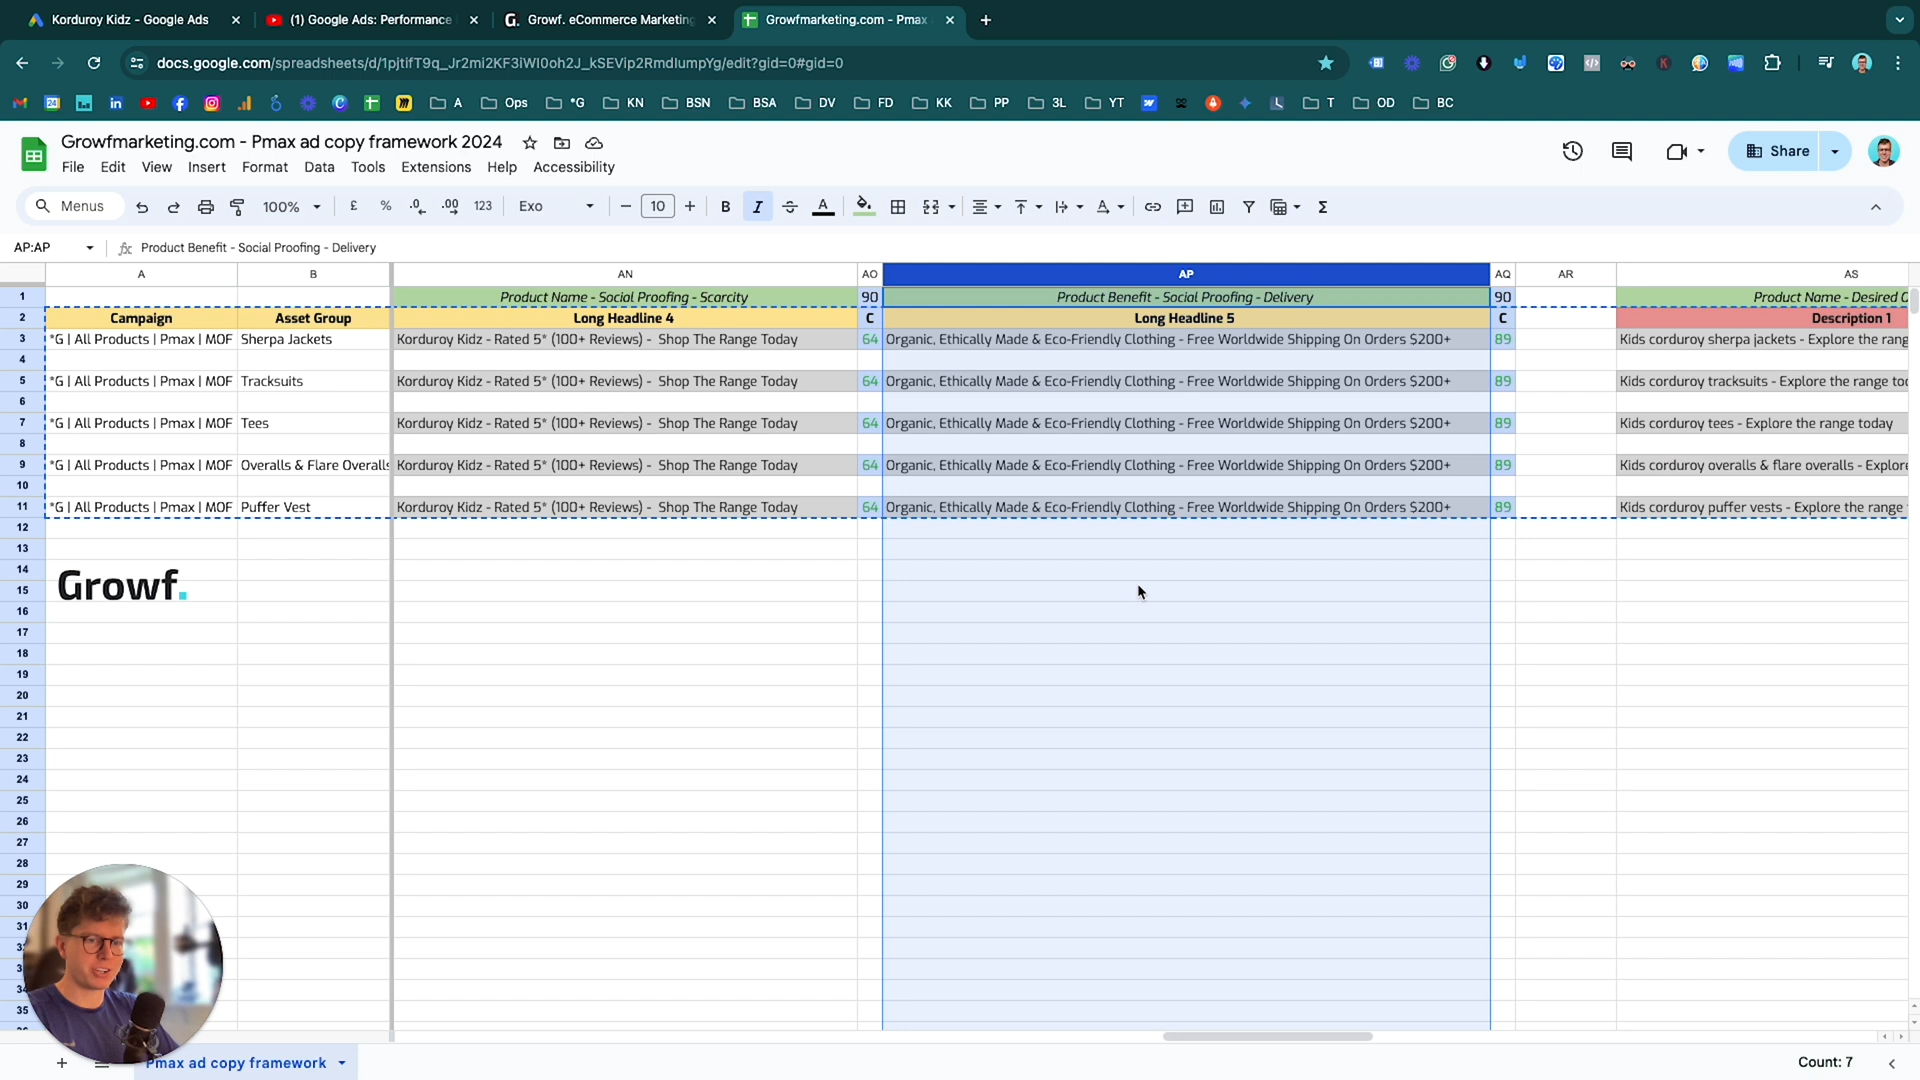 Korduroy Kidz - Google Ads
(1) Google Ads: Performance
Growf. eCommerce Marketing
Growfmarketing.com - Pmax
docs.google.com/spreadsheets/d/1pjtifT9q_Jr2mi2KF3iWI0oh2J_kSEVip2RmdIumpYg/edit?gid=0#gid=0
A Ops *G KN BSN BSA DV FD KK PP 3L YT T OD BC
Growfmarketing.com - Pmax ad copy framework 2024
File Edit View Insert Format Data Tools Extensions Help Accessibility
Share
Menus 100% £ % .0 .00 123 Exo 10 B I A Σ
AP:AP fx Product Benefit - Social Proofing - Delivery
A B AN AO AP AQ AR AS
1 Product Name - Social Proofing - Scarcity 90 Product Benefit - Social Proofing - Delivery 90 Product Name - Desired
2 Campaign Asset Group Long Headline 4 C Long Headline 5 C Description 1
3 *G | All Products | Pmax | MOF Sherpa Jackets Korduroy Kidz - Rated 5* (100+ Reviews) - Shop The Range Today 64 Organic, Ethically Made & Eco-Friendly Clothing - Free Worldwide Shipping On Orders $200+ 89 Kids corduroy sherpa jackets - Explore the rang
4
5 *G | All Products | Pmax | MOF Tracksuits Korduroy Kidz - Rated 5* (100+ Reviews) - Shop The Range Today 64 Organic, Ethically Made & Eco-Friendly Clothing - Free Worldwide Shipping On Orders $200+ 89 Kids corduroy tracksuits - Explore the range too
6
7 *G | All Products | Pmax | MOF Tees Korduroy Kidz - Rated 5* (100+ Reviews) - Shop The Range Today 64 Organic, Ethically Made & Eco-Friendly Clothing - Free Worldwide Shipping On Orders $200+ 89 Kids corduroy tees - Explore the range today
8
9 *G | All Products | Pmax | MOF Overalls & Flare Overalls Korduroy Kidz - Rated 5* (100+ Reviews) - Shop The Range Today 64 Organic, Ethically Made & Eco-Friendly Clothing - Free Worldwide Shipping On Orders $200+ 89 Kids corduroy overalls & flare overalls - Explore
10
11 *G | All Products | Pmax | MOF Puffer Vest Korduroy Kidz - Rated 5* (100+ Reviews) - Shop The Range Today 64 Organic, Ethically Made & Eco-Friendly Clothing - Free Worldwide Shipping On Orders $200+ 89 Kids corduroy puffer vests - Explore the range
12
13
14
Growf.
15
16
17
18
19
20
21
22
23
24
25
26
27
28
29
30
31
35
Pmax ad copy framework
Count: 7